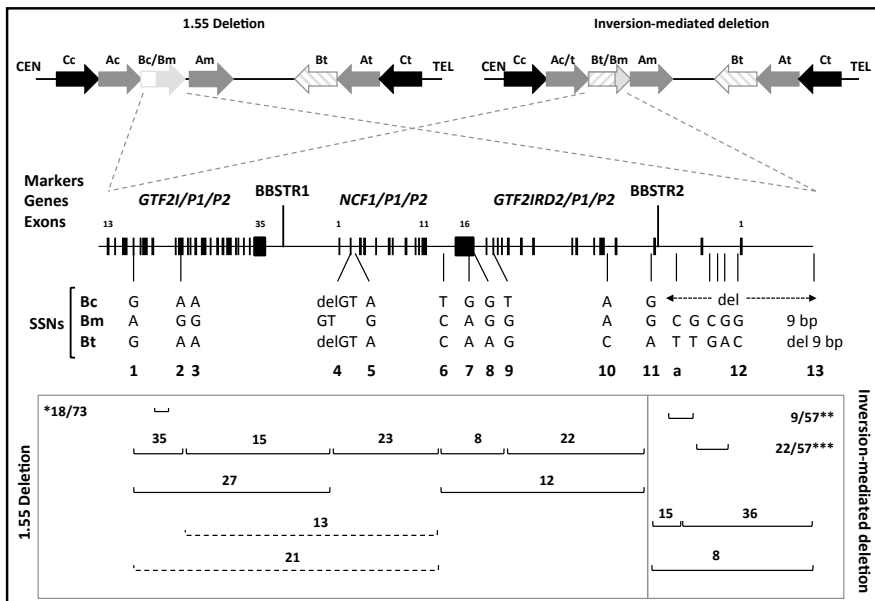 1.55 Deletion
Inversion-mediated deletion
CEN Cc Ac Bc/Bm Am Bt At Ct TEL
CEN Cc Ac/t Bt/Bm Am Bt At Ct TEL
Markers BBSTR1 BBSTR2
Genes GTF2I/P1/P2 NCF1/P1/P2 GTF2IRD2/P1/P2
Exons 13 35 1 11 16 1
SSNs
Bc G A A delGT A T G G T A G del
Bm A G G GT G C A G G A G C G C G G 9 bp
Bt G A A delGT A C A A G C A T T G A C del 9 bp
1 2 3 4 5 6 7 8 9 10 11 a 12 13
1.55 Deletion
*18/73
35 15 23 8 22
27 12
13
21
Inversion-mediated deletion
9/57**
22/57***
15 36
8